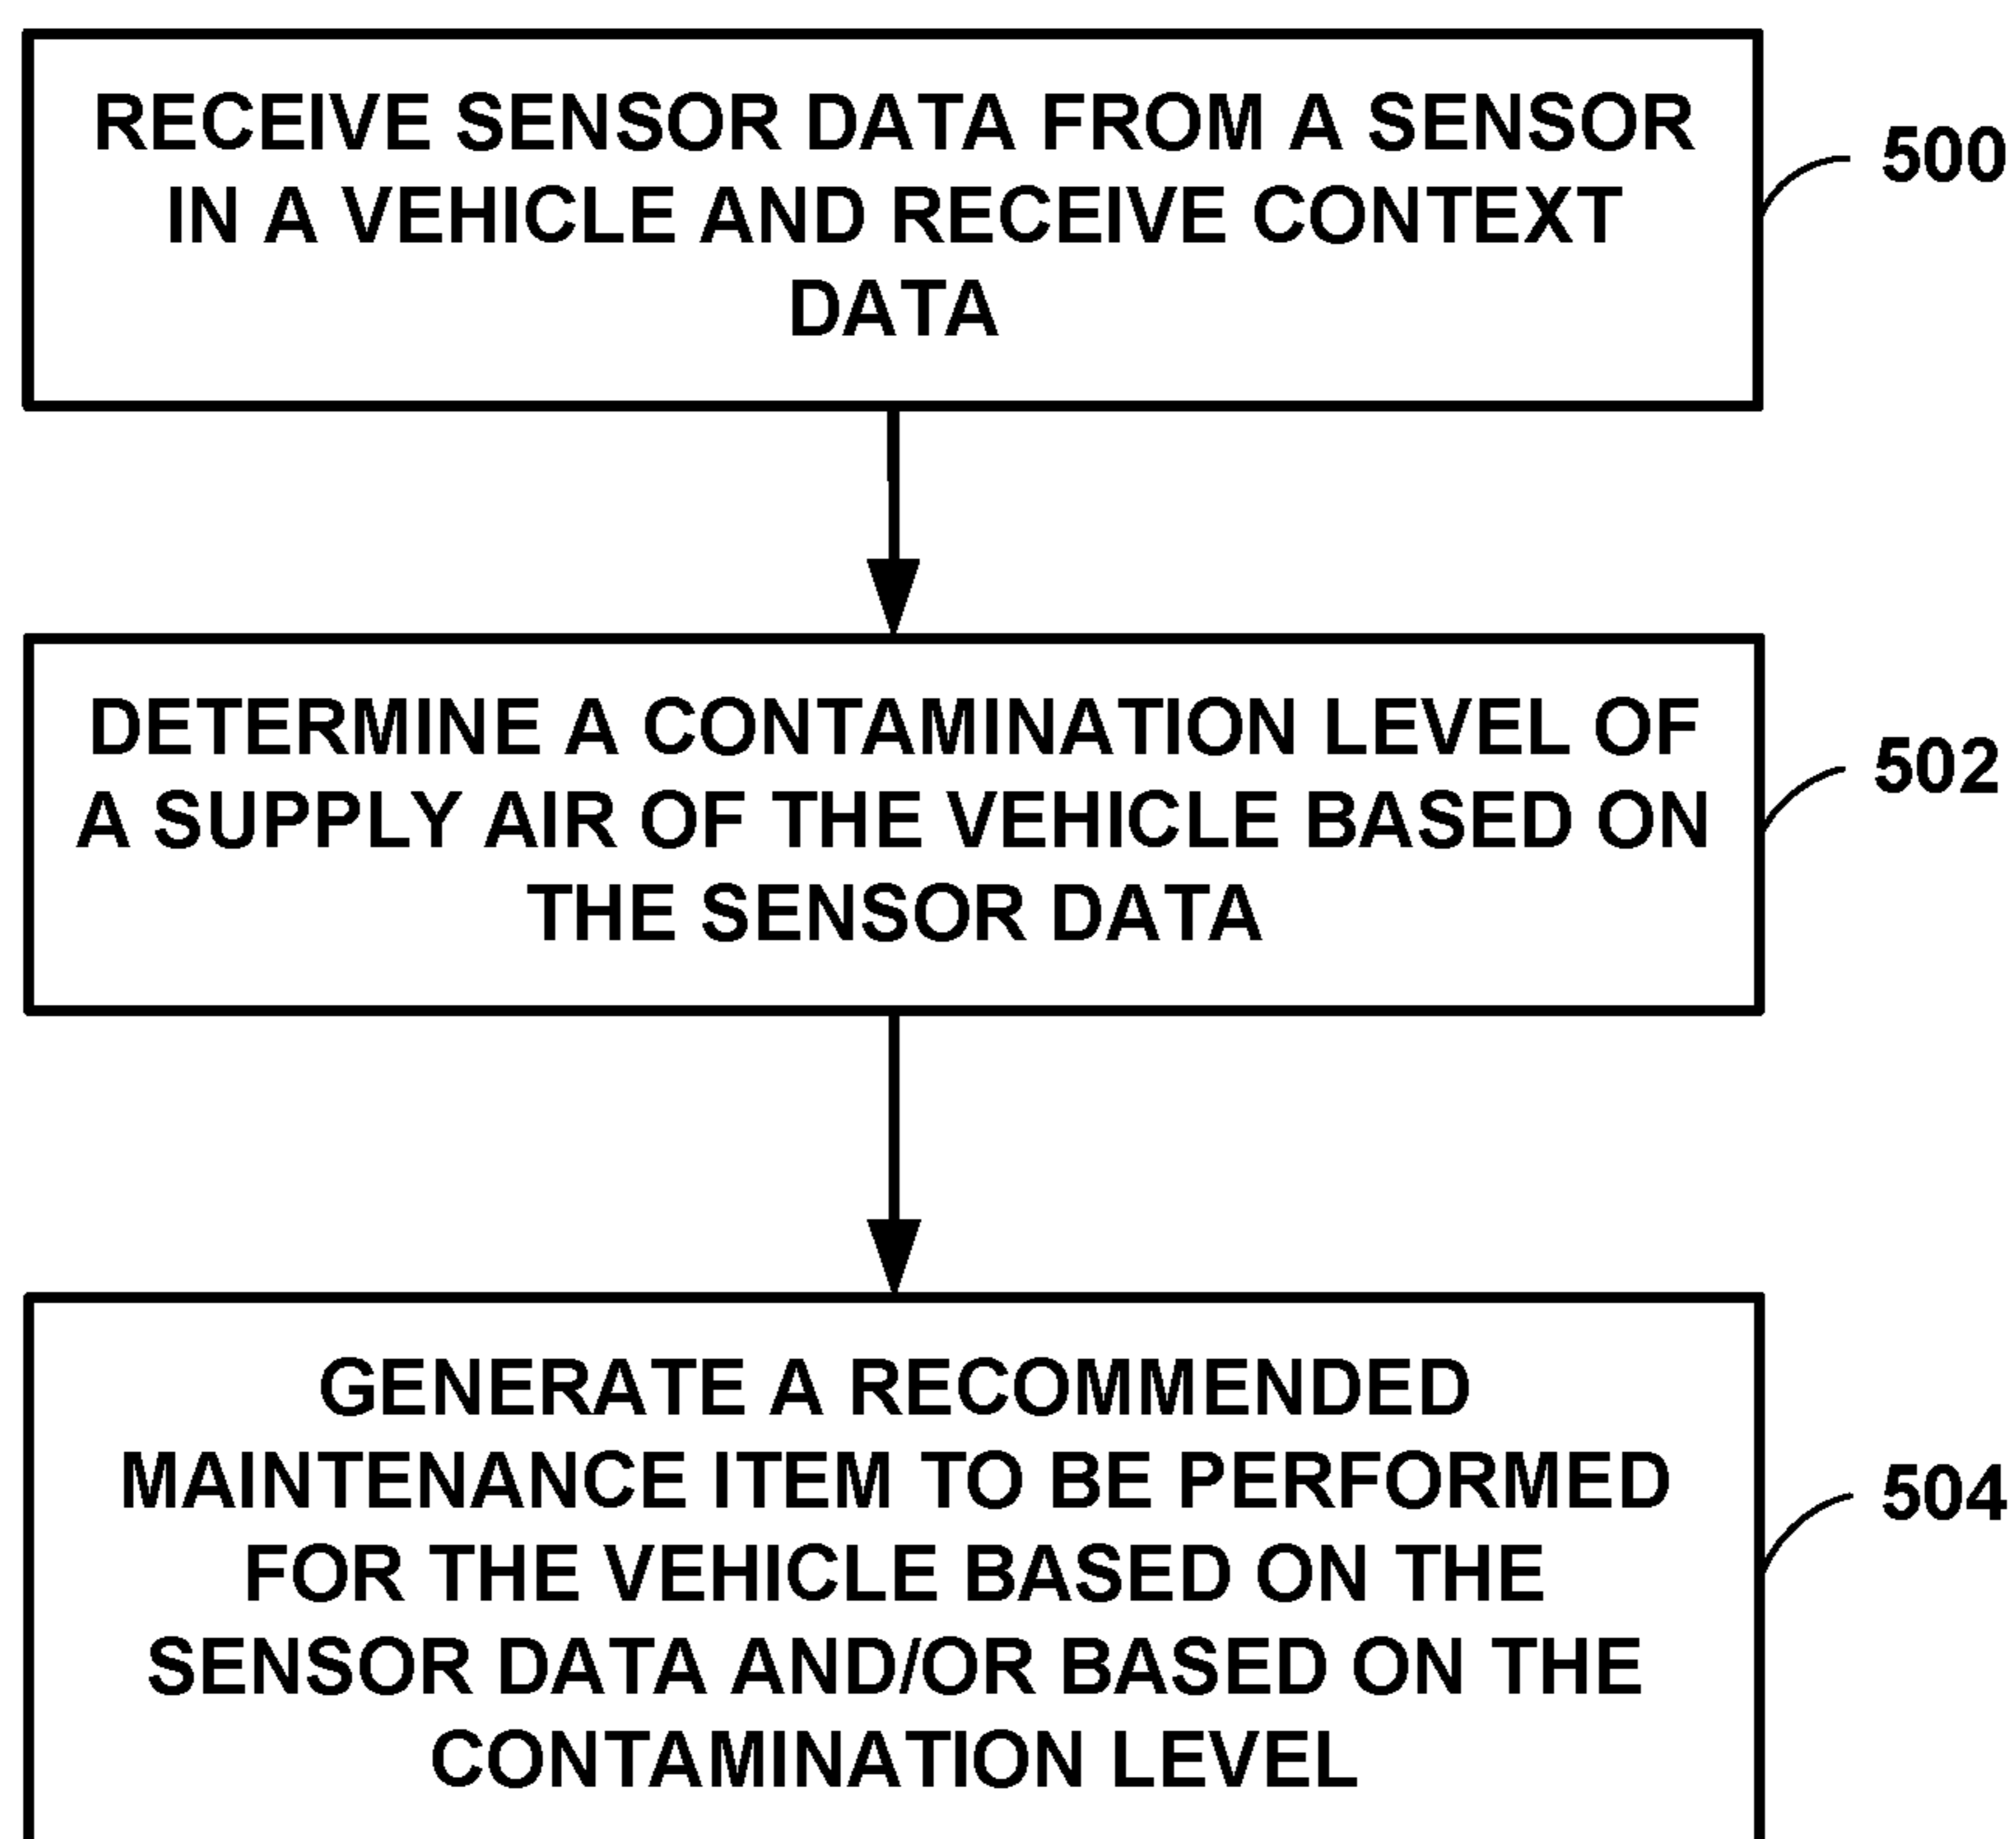 RECEIVE SENSOR DATA FROM A SENSOR
IN A VEHICLE AND RECEIVE CONTEXT
DATA
500
DETERMINE A CONTAMINATION LEVEL OF
A SUPPLY AIR OF THE VEHICLE BASED ON
THE SENSOR DATA
502
GENERATE A RECOMMENDED
MAINTENANCE ITEM TO BE PERFORMED
FOR THE VEHICLE BASED ON THE
SENSOR DATA AND/OR BASED ON THE
CONTAMINATION LEVEL
504